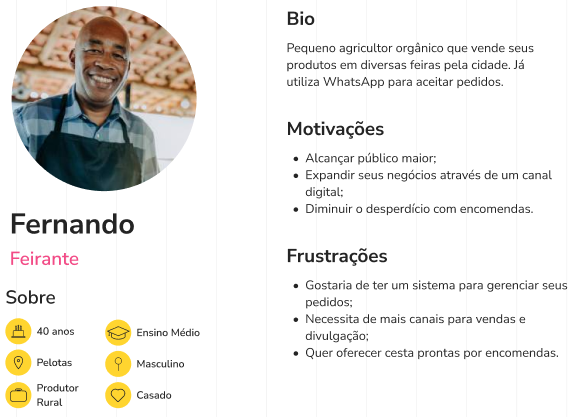 Fernando
Feirante
Sobre
40 anos
Ensino Médio
Pelotas
Masculino
Produtor
Rural
Casado
Bio
Pequeno agricultor orgânico que vende seus
produtos em diversas feiras pela cidade. Já
utiliza WhatsApp para aceitar pedidos.
Motivações
• Alcançar público maior;
• Expandir seus negócios através de um canal
digital;
• Diminuir o desperdício com encomendas.
Frustrações
• Gostaria de ter um sistema para gerenciar seus
pedidos;
• Necessita de mais canais para vendas e
divulgação;
• Quer oferecer cesta prontas por encomendas.